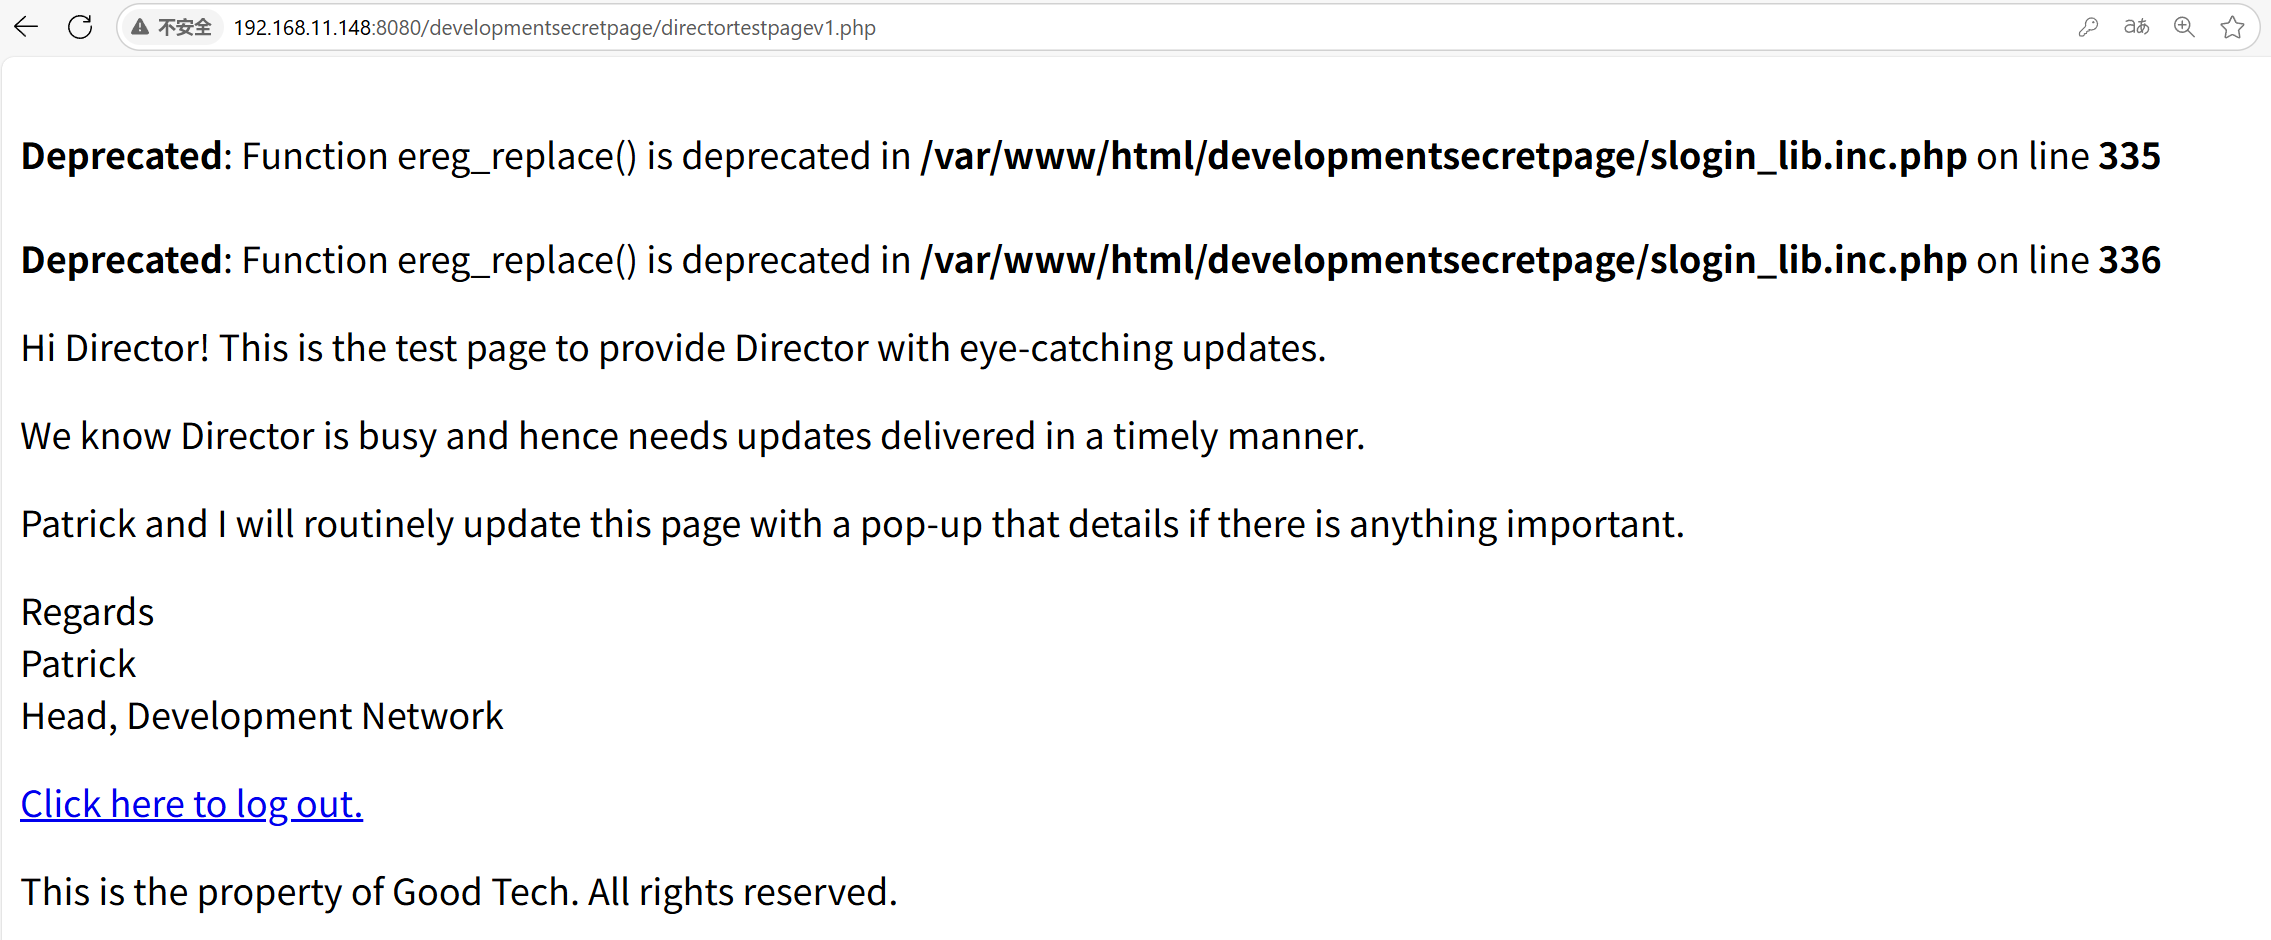 不安全 192.168.11.148:8080/developmentsecretpage/directortestpagev1.php aあ
Deprecated: Function ereg_replace() is deprecated in /var/www/html/developmentsecretpage/slogin_lib.inc.php on line 335
Deprecated: Function ereg_replace() is deprecated in /var/www/html/developmentsecretpage/slogin_lib.inc.php on line 336
Hi Director! This is the test page to provide Director with eye-catching updates.
We know Director is busy and hence needs updates delivered in a timely manner.
Patrick and I will routinely update this page with a pop-up that details if there is anything important.
Regards
Patrick
Head, Development Network
Click here to log out.
This is the property of Good Tech. All rights reserved.